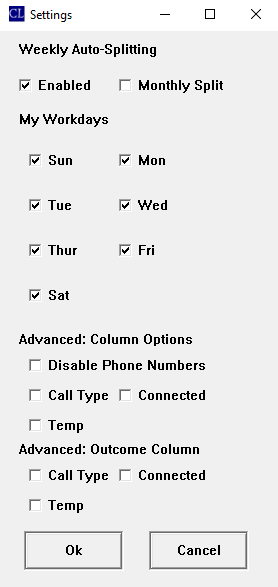 CL Settings
Weekly Auto-Splitting
Enabled Monthly Split
My Workdays
Sun Mon
Tue Wed
Thur Fri
Sat
Advanced: Column Options
Disable Phone Numbers
Call Type Connected
Temp
Advanced: Outcome Column
Call Type Connected
Temp
Ok Cancel